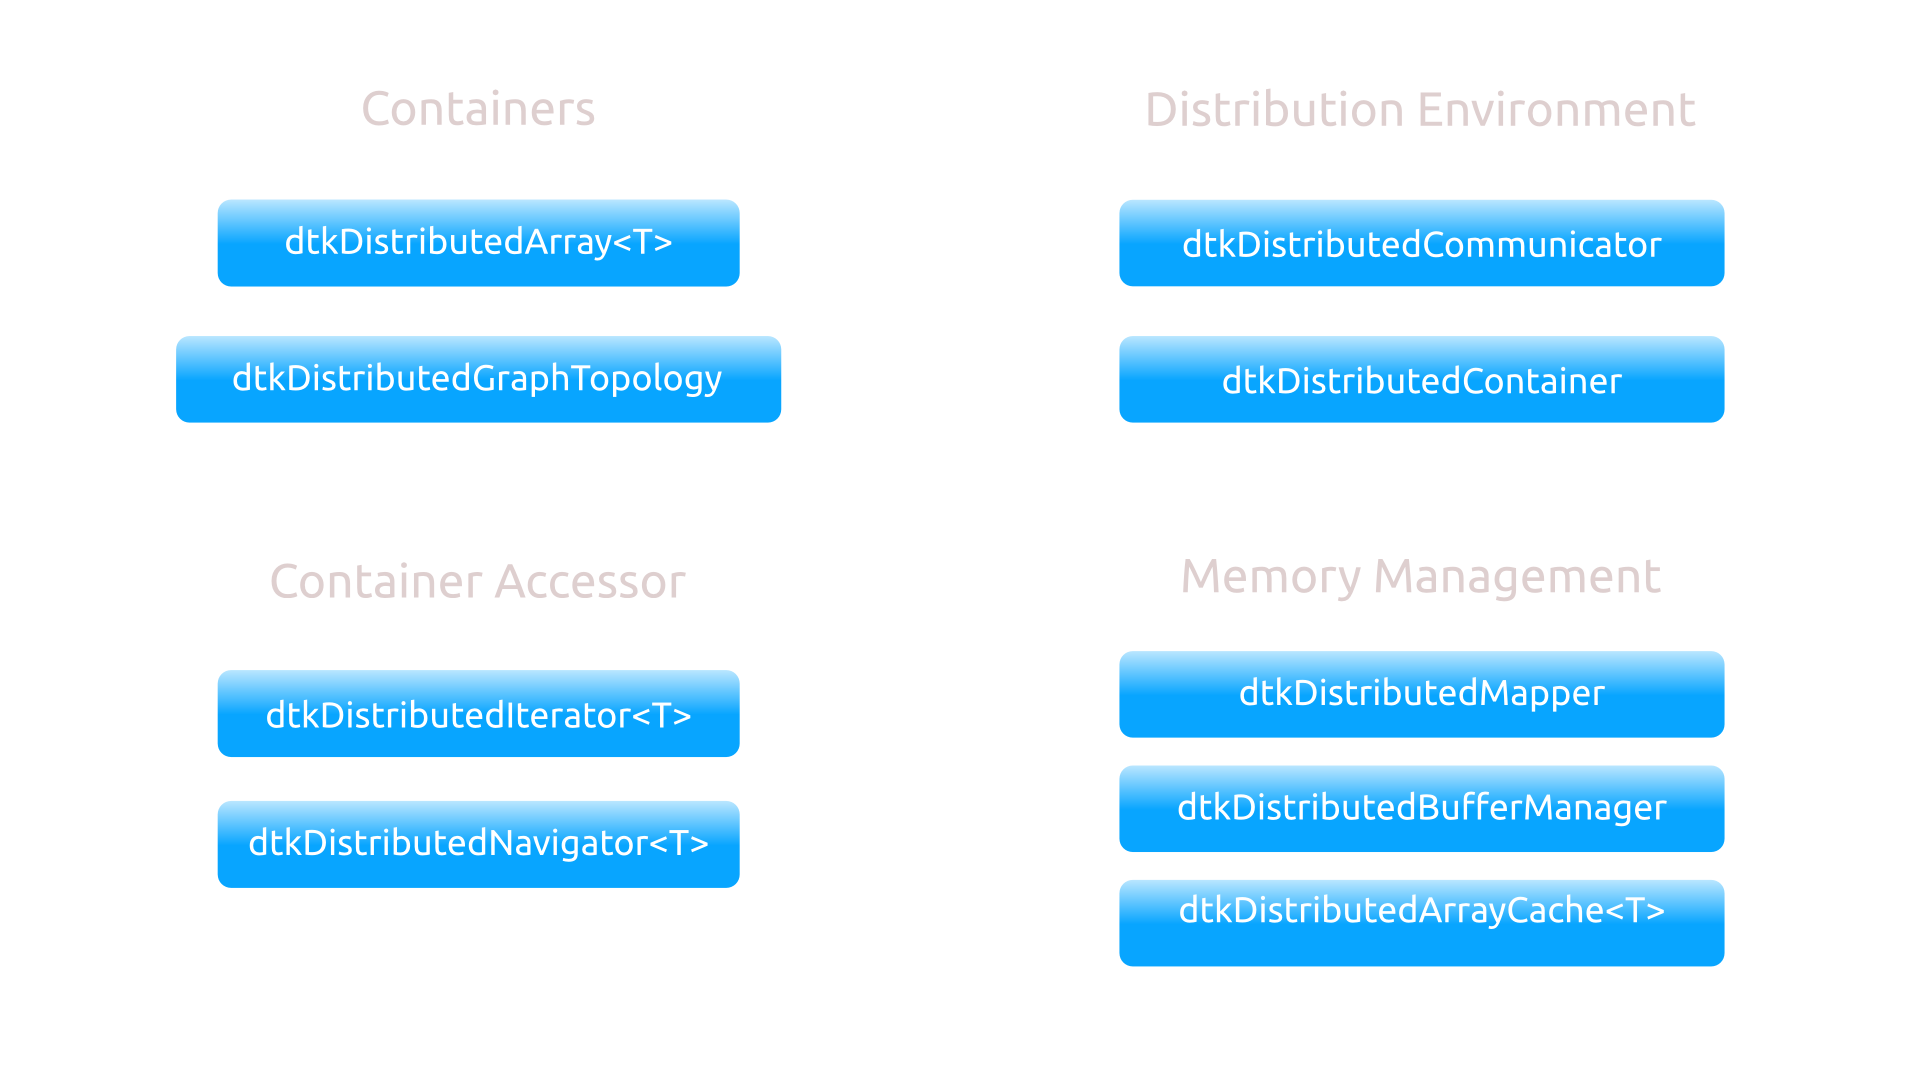 Containers
dtkDistributedArray<T>
dtkDistributedGraphTopology
Distribution Environment
dtkDistributedCommunicator
dtkDistributedContainer
Container Accessor
dtkDistributedIterator<T>
dtkDistributedNavigator<T>
Memory Management
dtkDistributedMapper
dtkDistributedBufferManager
dtkDistributedArrayCache<T>